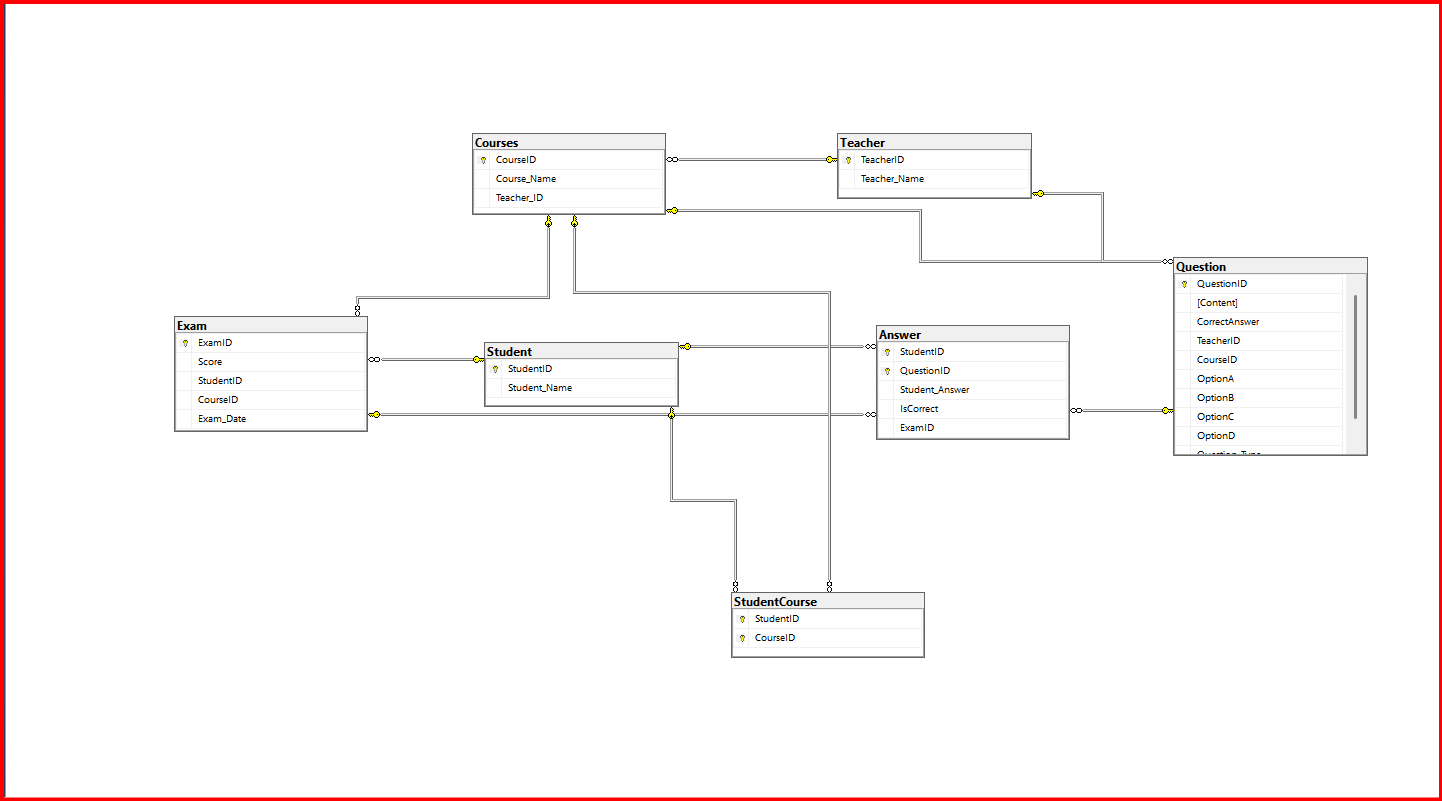 Courses
CourseID
Course_Name
Teacher_ID
Teacher
TeacherID
Teacher_Name
Question
QuestionID
[Content]
CorrectAnswer
TeacherID
CourseID
OptionA
OptionB
OptionC
OptionD
Exam
ExamID
Score
StudentID
CourseID
Exam_Date
Student
StudentID
Student_Name
Answer
StudentID
QuestionID
Student_Answer
IsCorrect
ExamID
StudentCourse
StudentID
CourseID